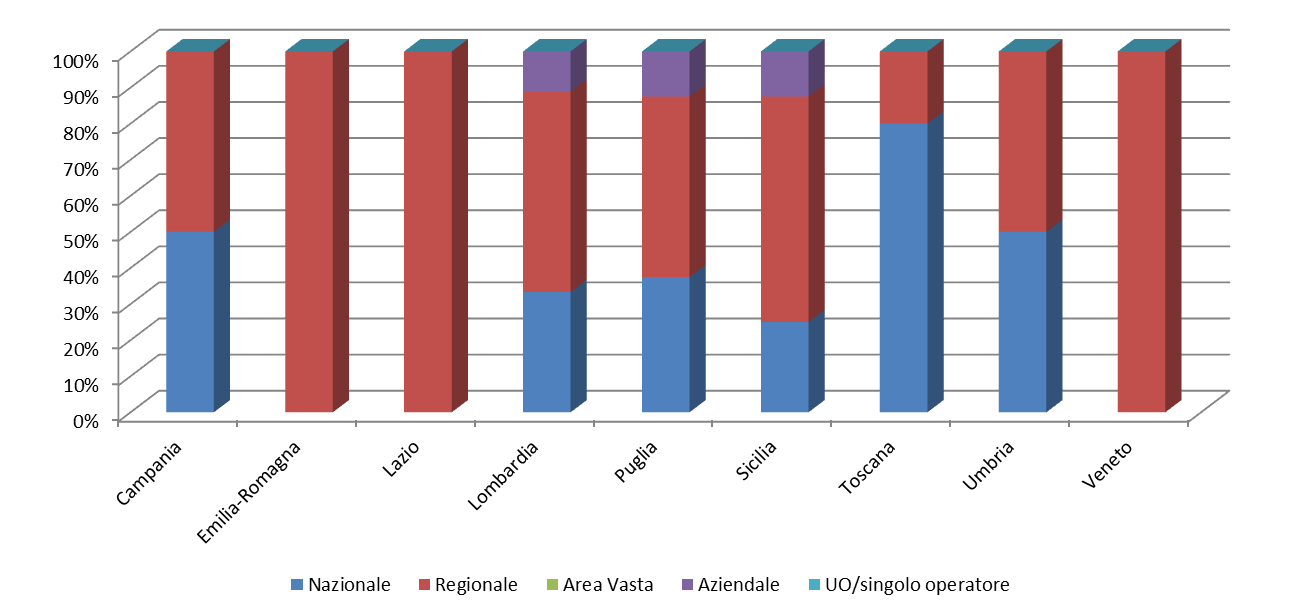 100%
90%
80%
70%
60%
50%
40%
30%
20%
10%
0%
Campania
Emilia-Romagna
Lazio
Lombardia
Puglia
Sicilia
Toscana
Umbria
Veneto
Nazionale Regionale Area Vasta Aziendale UO/singolo operatore